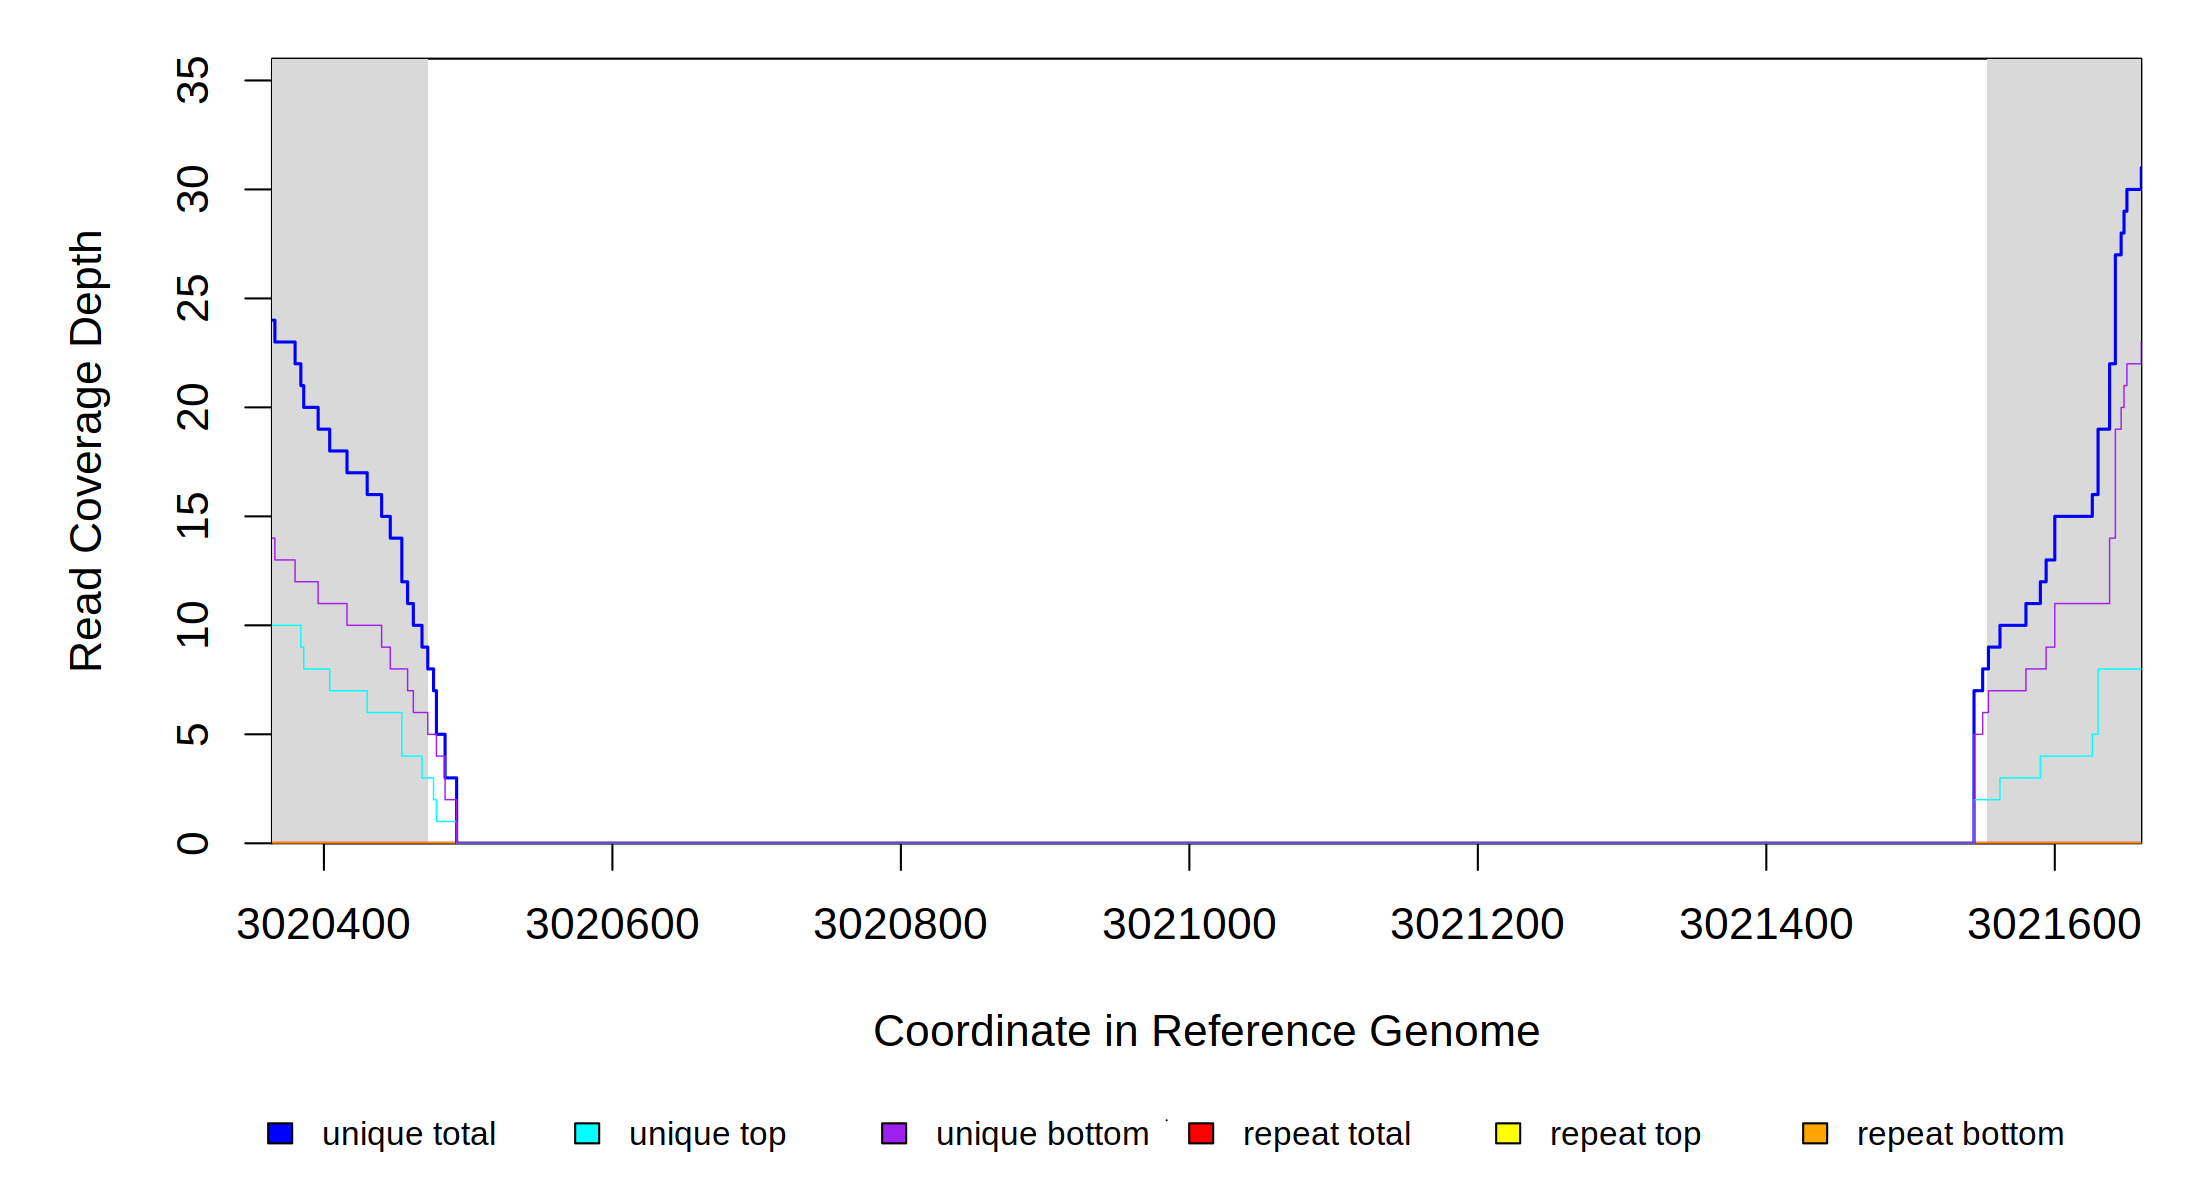 Read Coverage Depth
35
30
25
20
15
10
5
0
3020400 3020600 3020800 3021000 3021200 3021400 3021600
Coordinate in Reference Genome
unique total unique top unique bottom repeat total repeat top repeat bottom